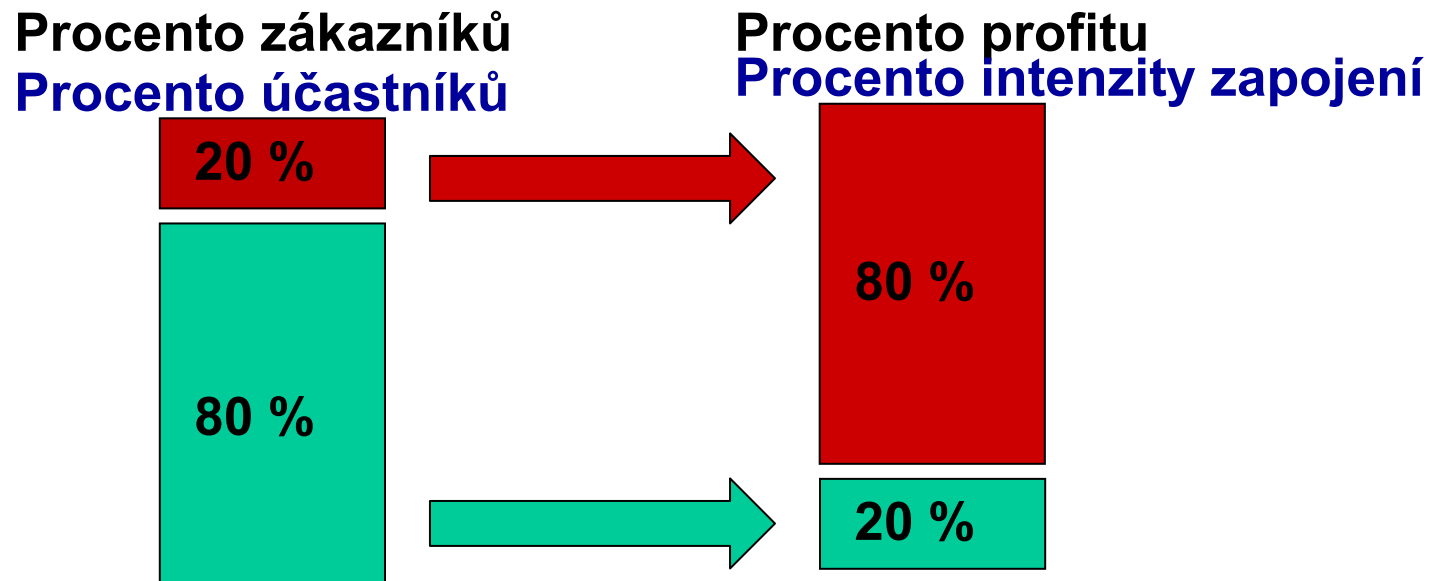 Procento zákazníků
Procento účastníků
20 %
80 %
Procento profitu
Procento intenzity zapojení
80 %
20 %